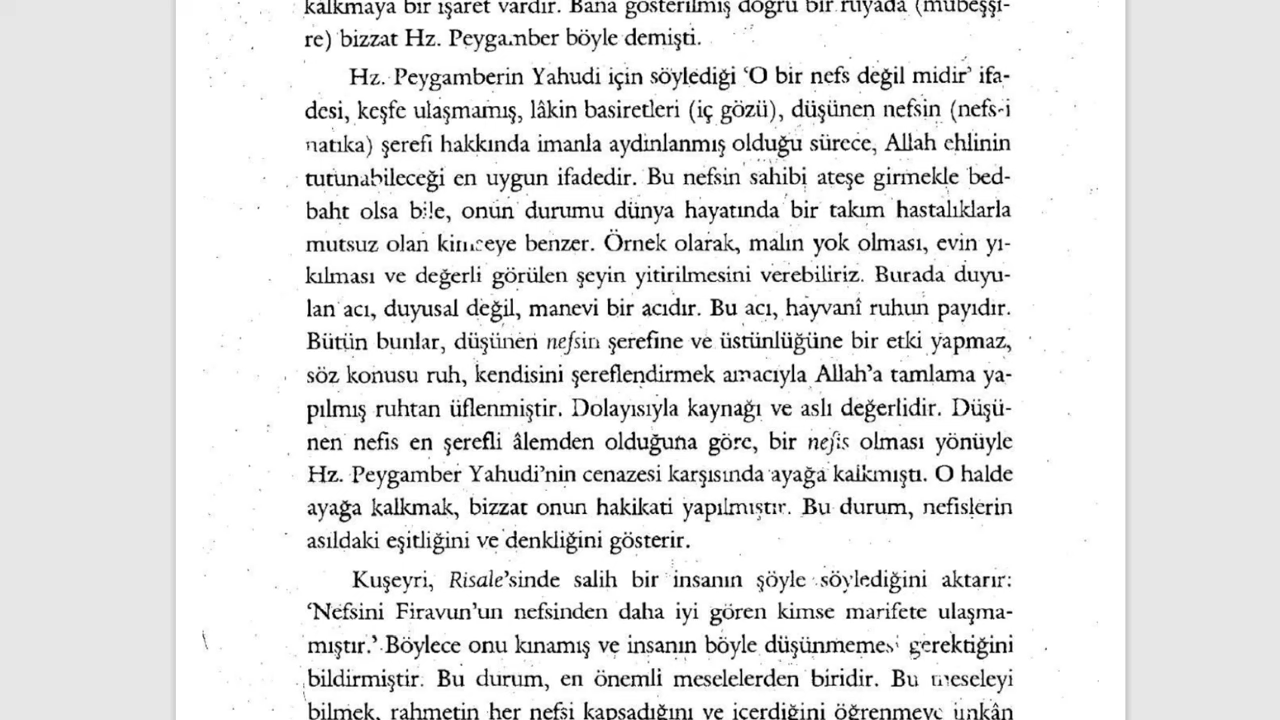 kalkmaya bir işaret vardır. Bana gösterilmiş doğru bir rüyada (mübeşşi-
re) bizzat Hz. Peygamber böyle demişti.
Hz. Peygamberin Yahudi için söylediği ‘O bir nefs değil midir’ ifa-
desi, keşfe ulaşmamış, lâkin basiretleri (iç gözü), düşünen nefsin (nefs-i
natıka) şerefi hakkında imanla aydınlanmış olduğu sürece, Allah ehlinin
tutunabileceği en uygun ifadedir. Bu nefsin sahibi ateşe girmekle bed-
baht olsa bile, onun durumu dünya hayatında bir takım hastalıklarla
mutsuz olan kimseye benzer. Örnek olarak, malın yok olması, evin yı-
kılması ve değerli görülen şeyin yitirilmesini verebiliriz. Burada duyu-
lan acı, duyusal değil, manevi bir acıdır. Bu acı, hayvanî ruhun payıdır.
Bütün bunlar, düşünen nefsin şerefine ve üstünlüğüne bir etki yapmaz,
söz konusu ruh, kendisini şereflendirmek amacıyla Allah’a tamlama ya-
pılmış ruhtan üflenmiştir. Dolayısıyla kaynağı ve aslı değerlidir. Düşü-
nen nefis en şerefli âlemden olduğuna göre, bir nefis olması yönüyle
Hz. Peygamber Yahudi’nin cenazesi karşısında ayağa kalkmıştı. O halde
ayağa kalkmak, bizzat onun hakikati yapılmıştır. Bu durum, nefislerin
asıldaki eşitliğini ve denkliğini gösterir.
Kuşeyri, Risale’sinde salih bir insanın şöyle söylediğini aktarır:
‘Nefsini Firavun’un nefsinden daha iyi gören kimse marifete ulaşma-
mıştır.’ Böylece onu kınamış ve insanın böyle düşünmemesi gerektiğini
bildirmiştir. Bu durum, en önemli meselelerden biridir. Bu meseleyi
bilmek, rahmetin her nefsi kapsadığını ve içerdiğini öğrenmeye imkân